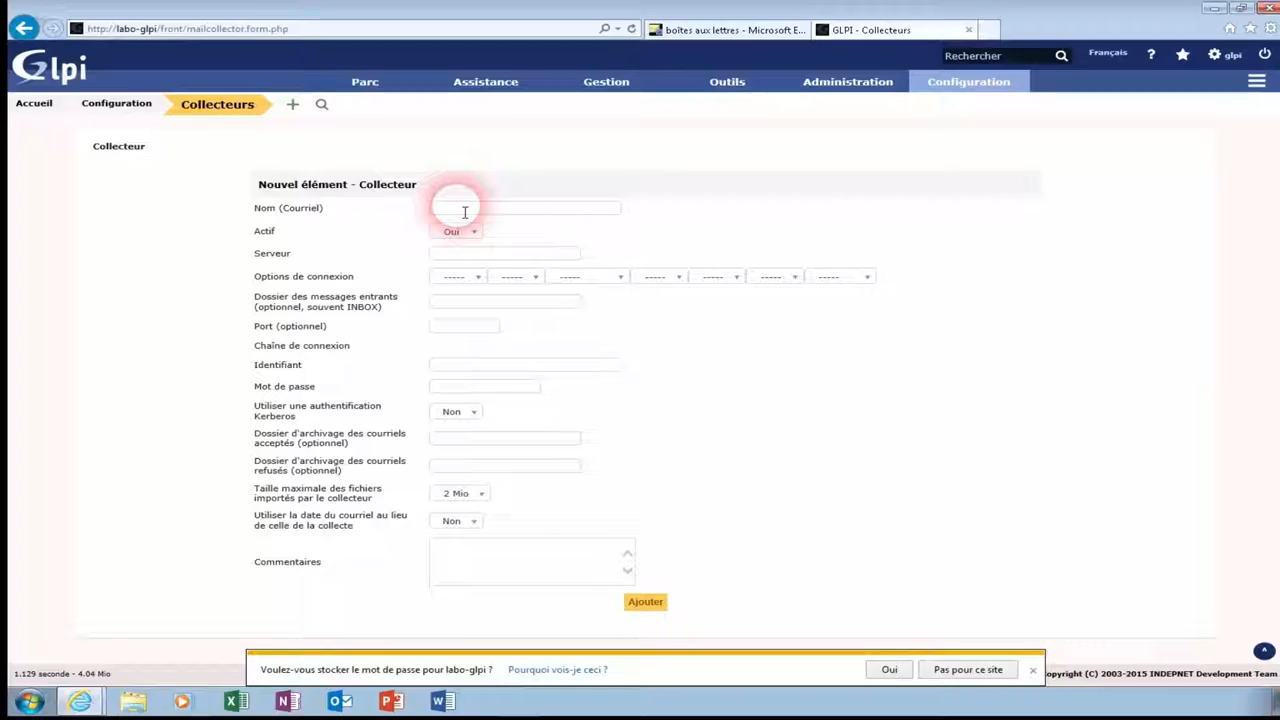 http://labo-glpi/front/mailcollector.form.php
boîtes aux lettres - Microsoft E...
GLPI - Collecteurs
Glpi
Rechercher
Français
?
glpi
Parc
Assistance
Gestion
Outils
Administration
Configuration
Accueil
Configuration
Collecteurs
+
Collecteur
Nouvel élément - Collecteur
Nom (Courriel)
Actif
Oui
Serveur
Options de connexion
-----
-----
-----
-----
-----
-----
-----
Dossier des messages entrants
(optionnel, souvent INBOX)
Port (optionnel)
Chaîne de connexion
Identifiant
Mot de passe
Utiliser une authentification
Kerberos
Non
Dossier d'archivage des courriels
acceptés (optionnel)
Dossier d'archivage des courriels
refusés (optionnel)
Taille maximale des fichiers
importés par le collecteur
2 Mio
Utiliser la date du courriel au lieu
de celle de la collecte
Non
Commentaires
Ajouter
Voulez-vous stocker le mot de passe pour labo-glpi ?
Pourquoi vois-je ceci ?
Oui
Pas pour ce site
1.129 seconde - 4.04 Mio
opyright (C) 2003-2015 INDEPNET Development Team